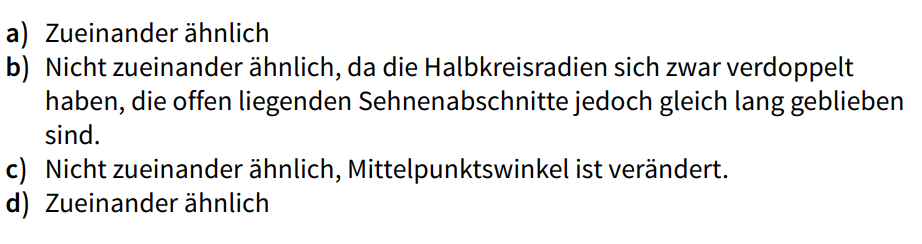 a) Zueinander ähnlich
b) Nicht zueinander ähnlich, da die Halbkreisradien sich zwar verdoppelt
haben, die offen liegenden Sehnenabschnitte jedoch gleich lang geblieben
sind.
c) Nicht zueinander ähnlich, Mittelpunktswinkel ist verändert.
d) Zueinander ähnlich